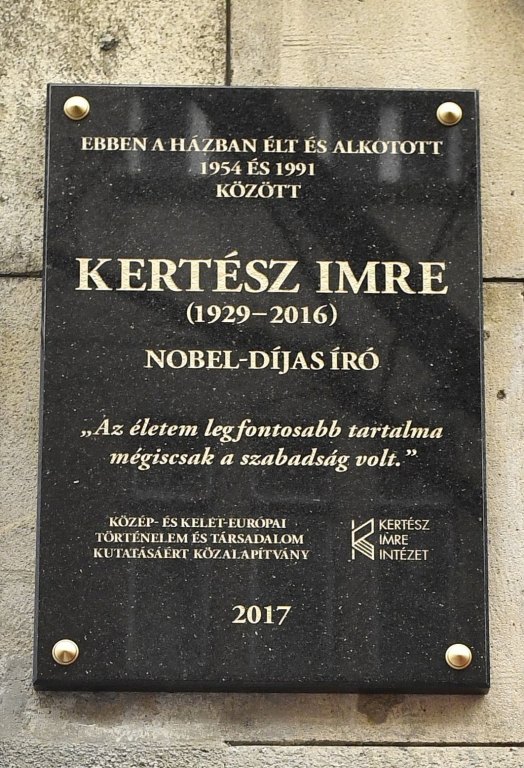 EBBEN A HÁZBAN ÉLT ÉS ALKOTOTT
1954 ÉS 1991
KÖZÖTT
KERTÉSZ IMRE
(1929–2016)
NOBEL-DÍJAS ÍRÓ
„Az életem legfontosabb tartalma
mégiscsak a szabadság volt.”
KÖZÉP- ÉS KELET-EURÓPAI
TÖRTÉNELEM ÉS TÁRSADALOM
KUTATÁSÁÉRT KÖZALAPÍTVÁNY
KERTÉSZ
IMRE
INTÉZET
2017